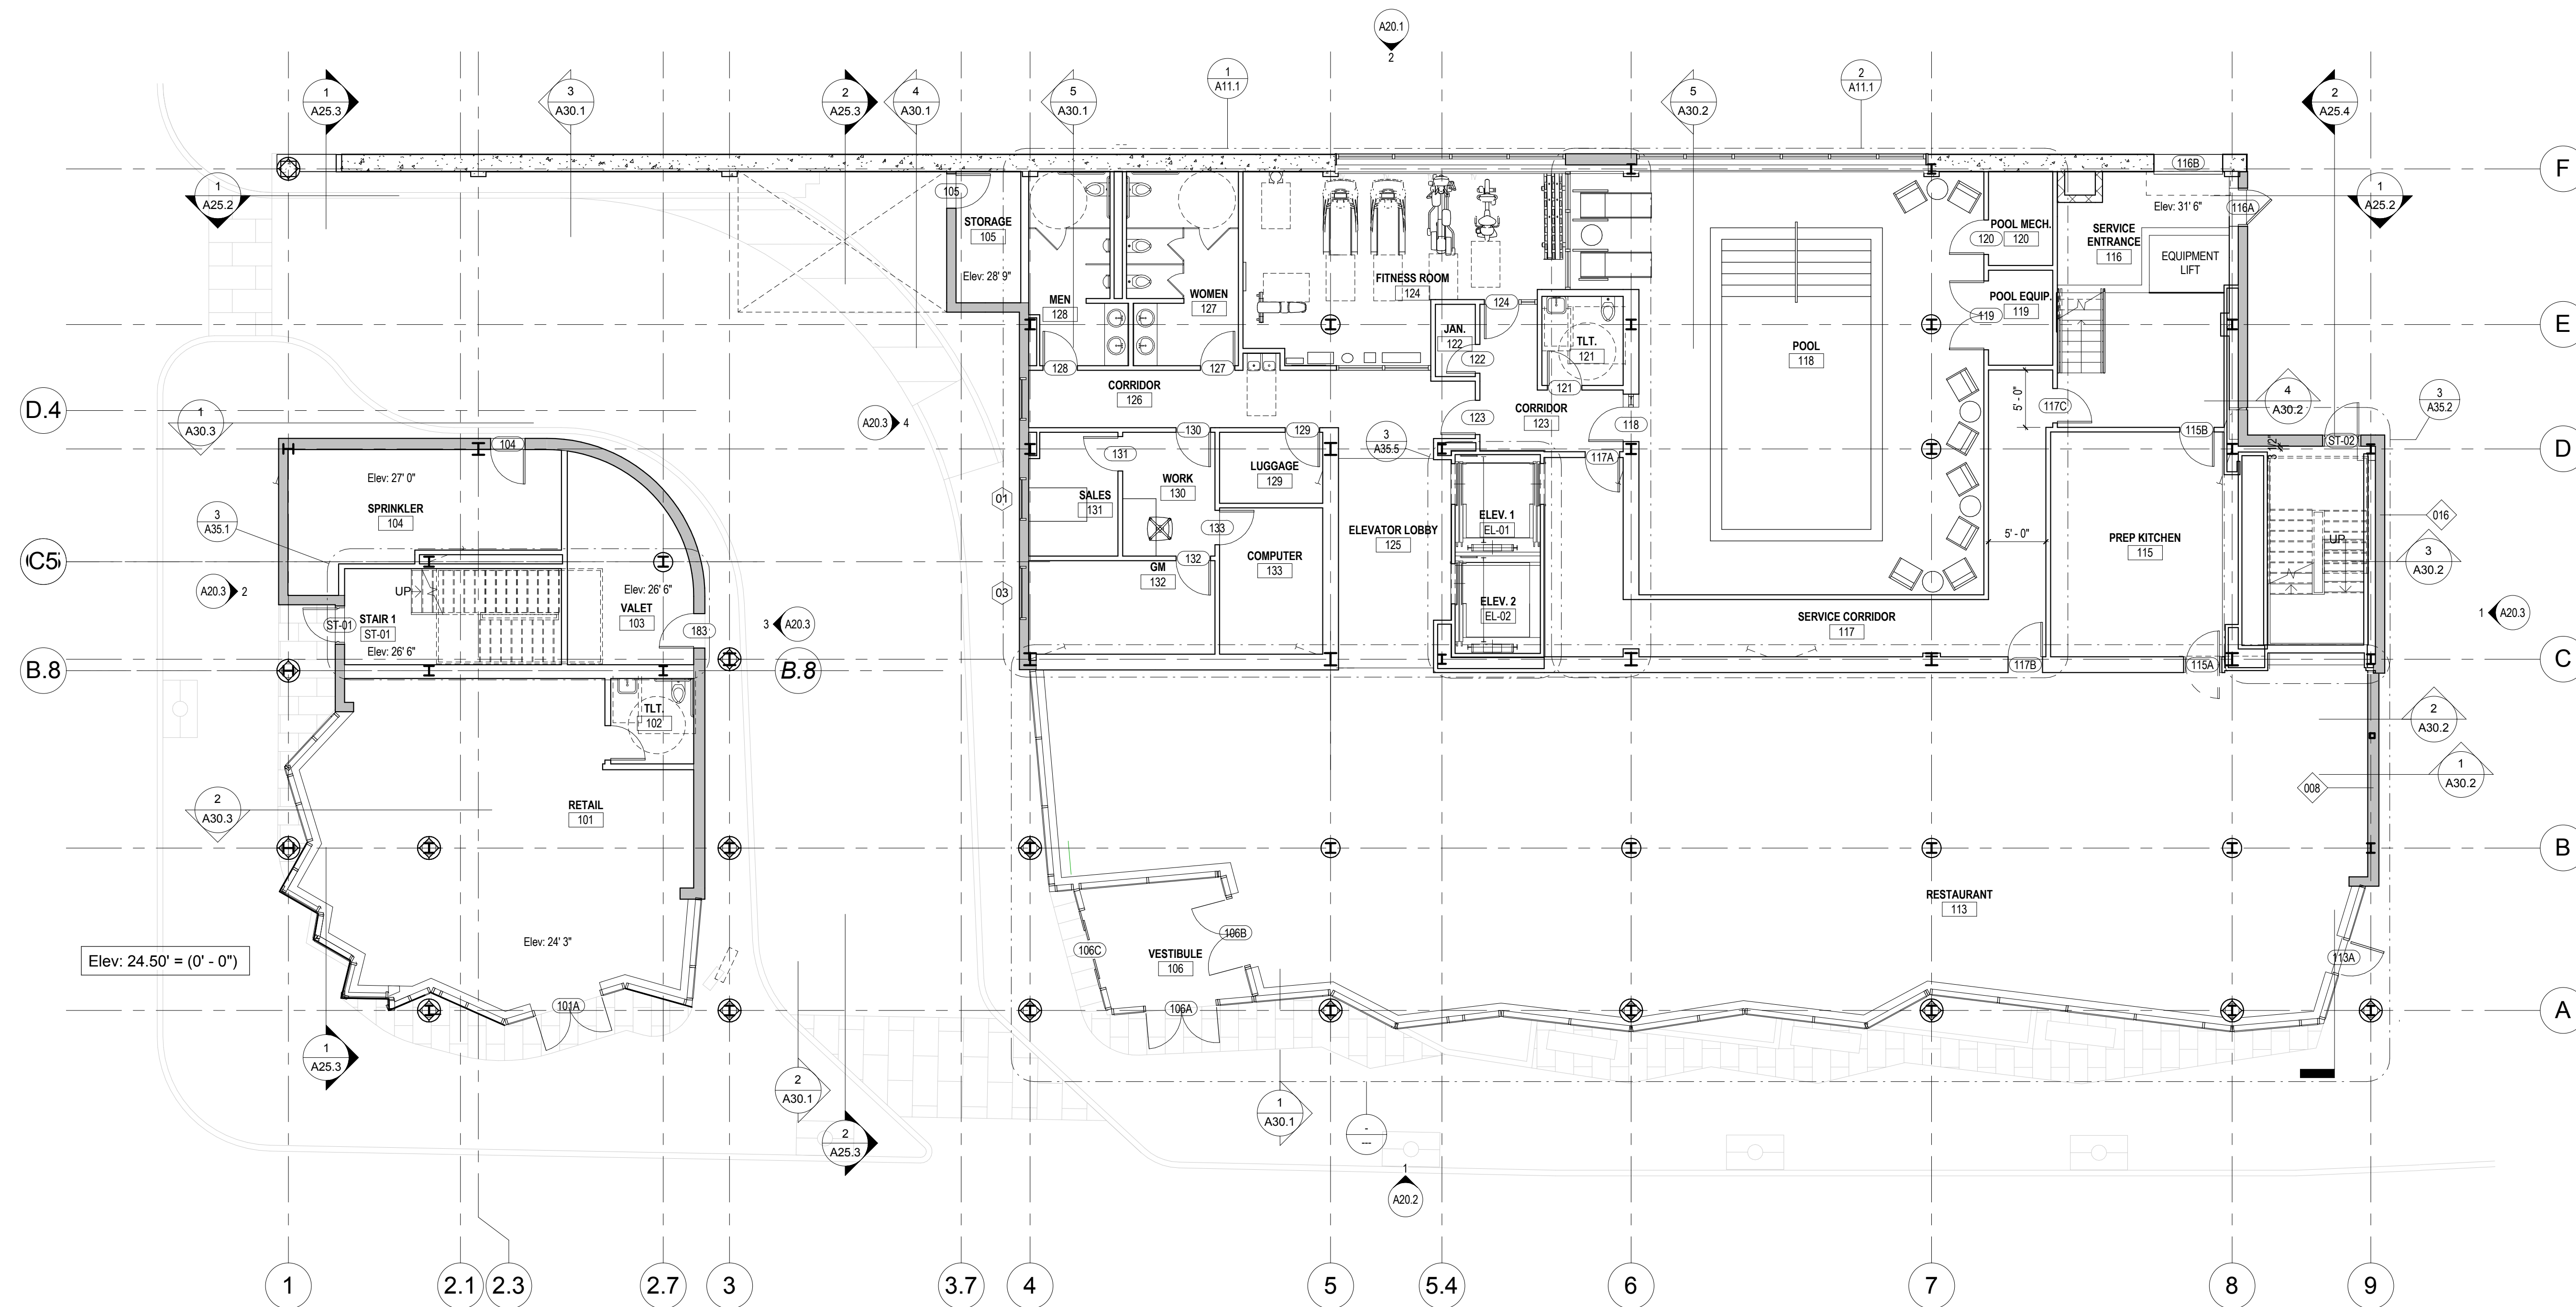 A20.1
2
1
A25.3
3
A30.1
2
A25.3
4
A30.1
5
A30.1
1
A11.1
5
A30.2
2
A11.1
2
A25.4
F
1
A25.2
1
A25.2
105
STORAGE
105
Elev: 28' 9"
MEN
128
WOMEN
127
FITNESS ROOM
124
124
JAN.
122
122
TLT.
121
121
POOL
118
120
POOL MECH.
120
POOL EQUIP.
119
119
116B
Elev: 31' 6"
116A
SERVICE
ENTRANCE
116
EQUIPMENT
LIFT
E
128
127
CORRIDOR
126
CORRIDOR
123
123
118
5' - 0"
117C
4
A30.2
3
A35.2
D.4
1
A30.3
A20.3
4
104
130
129
131
3
A35.5
117A
115B
3 1/2"
ST-02
D
Elev: 27' 0"
SPRINKLER
104
01
SALES
131
WORK
130
LUGGAGE
129
133
ELEVATOR LOBBY
125
ELEV. 1
EL-01
5' - 0"
PREP KITCHEN
115
UP
016
3
A35.1
3
A30.2
C5
132
COMPUTER
133
GM
132
A20.3
2
UP
Elev: 26' 6"
VALET
103
03
ELEV. 2
EL-02
SERVICE CORRIDOR
117
1
A20.3
ST-01
STAIR 1
ST-01
Elev: 26' 6"
183
3
A20.3
B.8
B.8
117B
115A
C
TLT.
102
2
A30.2
1
A30.2
008
2
A30.3
RETAIL
101
B
RESTAURANT
113
Elev: 24' 3"
Elev: 24.50' = (0' - 0")
106C
106B
VESTIBULE
106
113A
101A
106A
A
1
A25.3
2
A30.1
1
A30.1
2
A25.3
-
---
1
A20.2
1
2.1
2.3
2.7
3
3.7
4
5
5.4
6
7
8
9